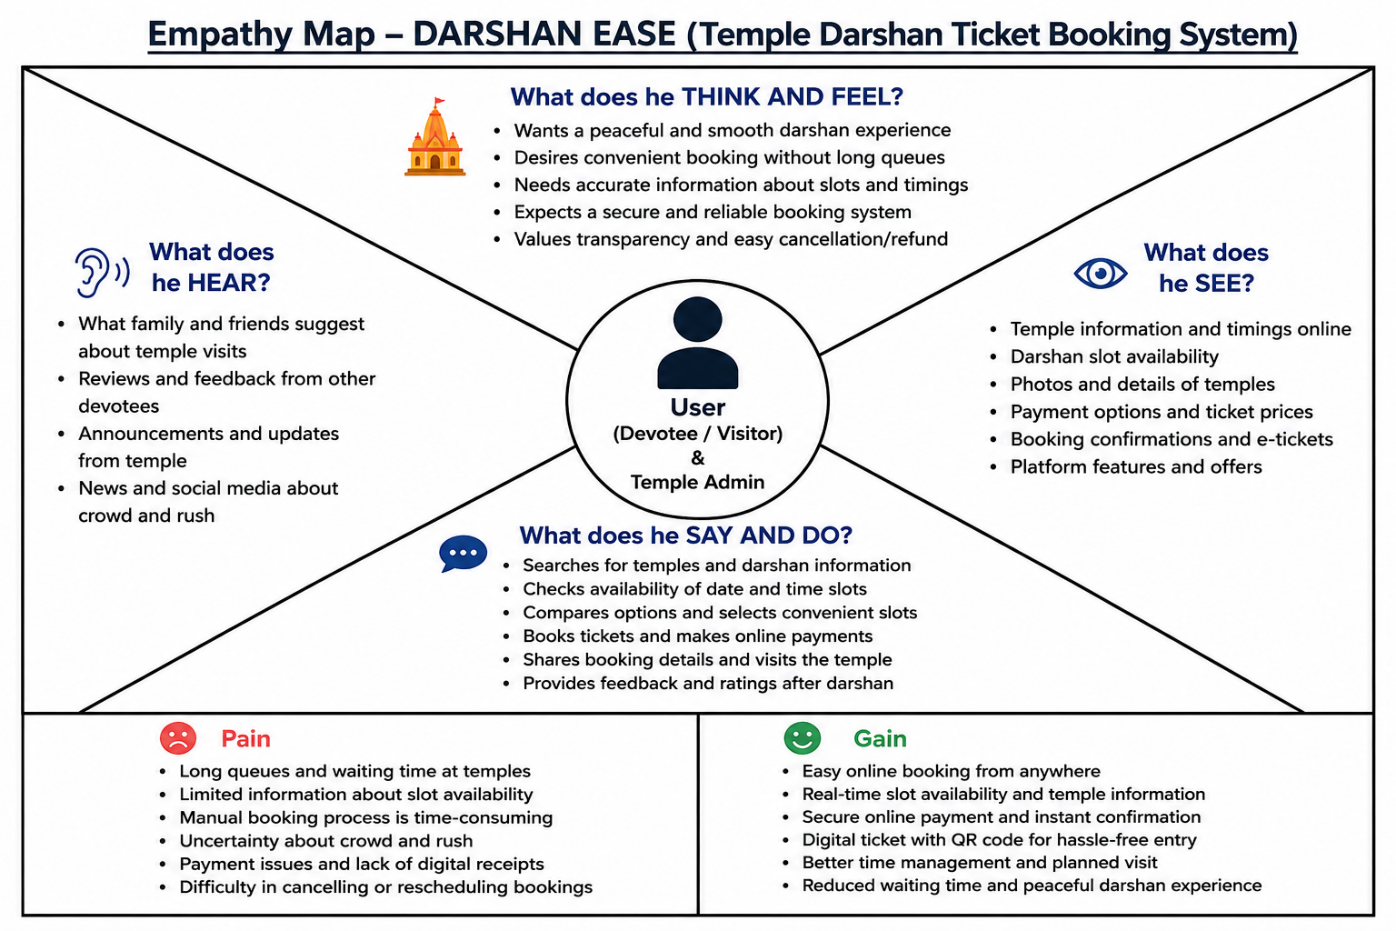 Empathy Map – DARSHAN EASE (Temple Darshan Ticket Booking System)
What does he THINK AND FEEL?
• Wants a peaceful and smooth darshan experience
• Desires convenient booking without long queues
• Needs accurate information about slots and timings
• Expects a secure and reliable booking system
• Values transparency and easy cancellation/refund
What does
he HEAR?
• What family and friends suggest
about temple visits
• Reviews and feedback from other
devotees
• Announcements and updates
from temple
• News and social media about
crowd and rush
User
(Devotee / Visitor)
&
Temple Admin
What does
he SEE?
• Temple information and timings online
• Darshan slot availability
• Photos and details of temples
• Payment options and ticket prices
• Booking confirmations and e-tickets
• Platform features and offers
What does he SAY AND DO?
• Searches for temples and darshan information
• Checks availability of date and time slots
• Compares options and selects convenient slots
• Books tickets and makes online payments
• Shares booking details and visits the temple
• Provides feedback and ratings after darshan
Pain
• Long queues and waiting time at temples
• Limited information about slot availability
• Manual booking process is time-consuming
• Uncertainty about crowd and rush
• Payment issues and lack of digital receipts
• Difficulty in cancelling or rescheduling bookings
Gain
• Easy online booking from anywhere
• Real-time slot availability and temple information
• Secure online payment and instant confirmation
• Digital ticket with QR code for hassle-free entry
• Better time management and planned visit
• Reduced waiting time and peaceful darshan experience